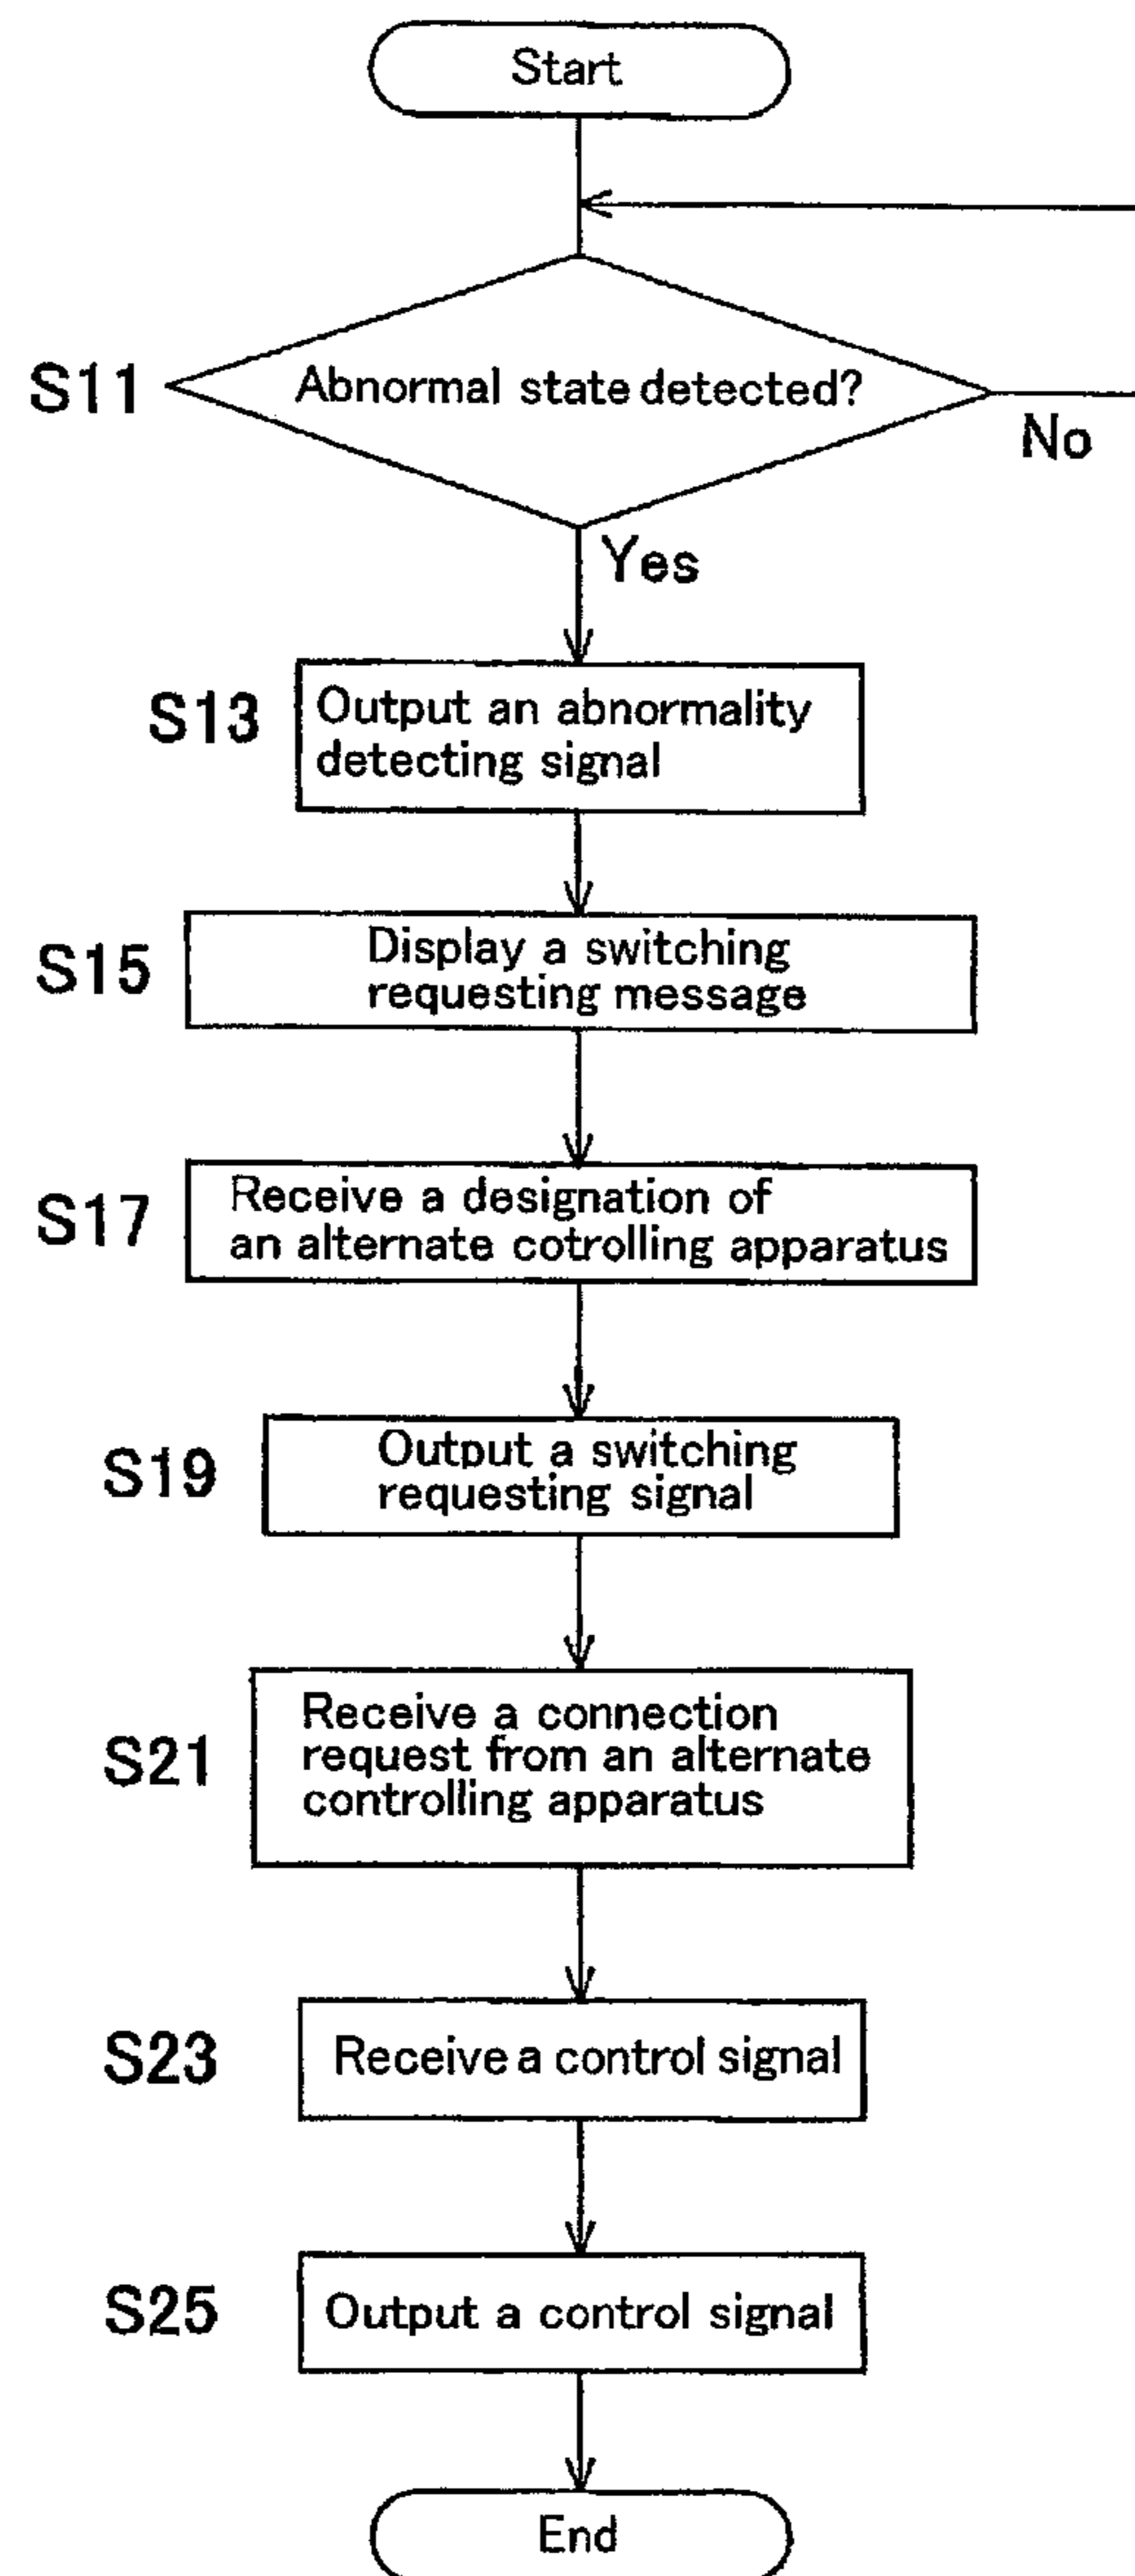 Start
S11
Abnormal state detected?
No
Yes
S13
Output an abnormality
detecting signal
S15
Display a switching
requesting message
S17
Receive a designation of
an alternate cotrolling apparatus
S19
Output a switching
requesting signal
S21
Receive a connection
request from an alternate
controlling apparatus
S23
Receive a control signal
S25
Output a control signal
End